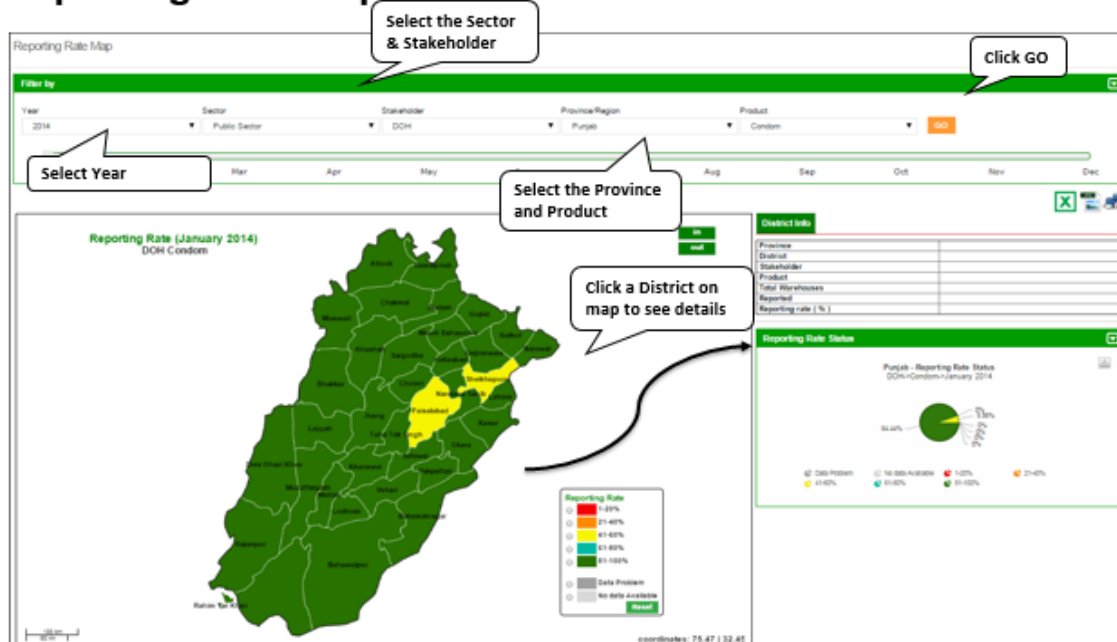 Select the Sector
& Stakeholder
Reporting Rate Map
Click GO
Filter by
Year
Sector
Stakeholder
Province/Region
Product
2014
Public Sector
DOH
Punjab
Condom
GO
Select Year
Mar
Apr
May
Aug
Sep
Oct
Nov
Dec
Select the Province
and Product
Reporting Rate (January 2014)
DOH Condom
in
out
Click a District on
map to see details
District Info
Province
District
Stakeholder
Product
Total Warehouses
Reported
Reporting rate ( % )
Reporting Rate Status
Punjab - Reporting Rate Status
DOH>Condom>January 2014
Data Problem
No data Available
1-20%
21-40%
41-60%
61-80%
81-100%
Attock
Chakwal
Mianwali
Gujrat
Khushab
Sargodha
Bhakkar
Sheikhupura
Faisalabad
Jhang
Kasur
Layyah
Okara
Toba Tek Singh
Dera Ghazi Khan
Khanewal
Pakpattan
Muzaffargarh
Vehari
Lodhran
Bahawalnagar
Rajanpur
Bahawalpur
Rahim Yar Khan
Reporting Rate
1-20%
21-40%
41-60%
61-80%
81-100%
Data Problem
No data Available
Reset
coordinates: 75.47 | 32.45